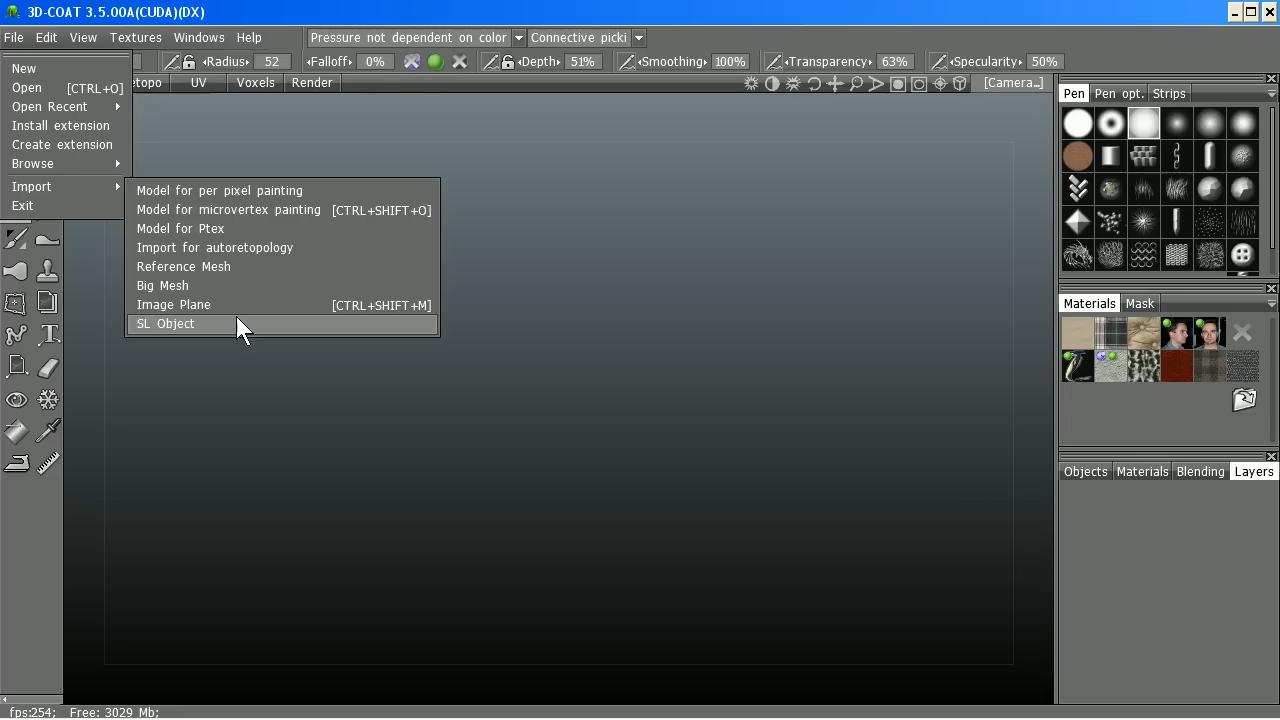 3D-COAT 3.5.00A(CUDA)(DX)
File Edit View Textures Windows Help Pressure not dependent on color Connective picki
Radius: 52 Falloff: 0% Depth: 51% Smoothing: 100% Transparency: 63% Specularity: 50%
etopo UV Voxels Render [Camera...]
New
Open [CTRL+O]
Open Recent
Install extension
Create extension
Browse
Import
Exit
Model for per pixel painting
Model for microvertex painting [CTRL+SHIFT+O]
Model for Ptex
Import for autoretopology
Reference Mesh
Big Mesh
Image Plane [CTRL+SHIFT+M]
SL Object
Pen Pen opt. Strips
Materials Mask
Objects Materials Blending Layers
fps:254; Free: 3029 Mb;